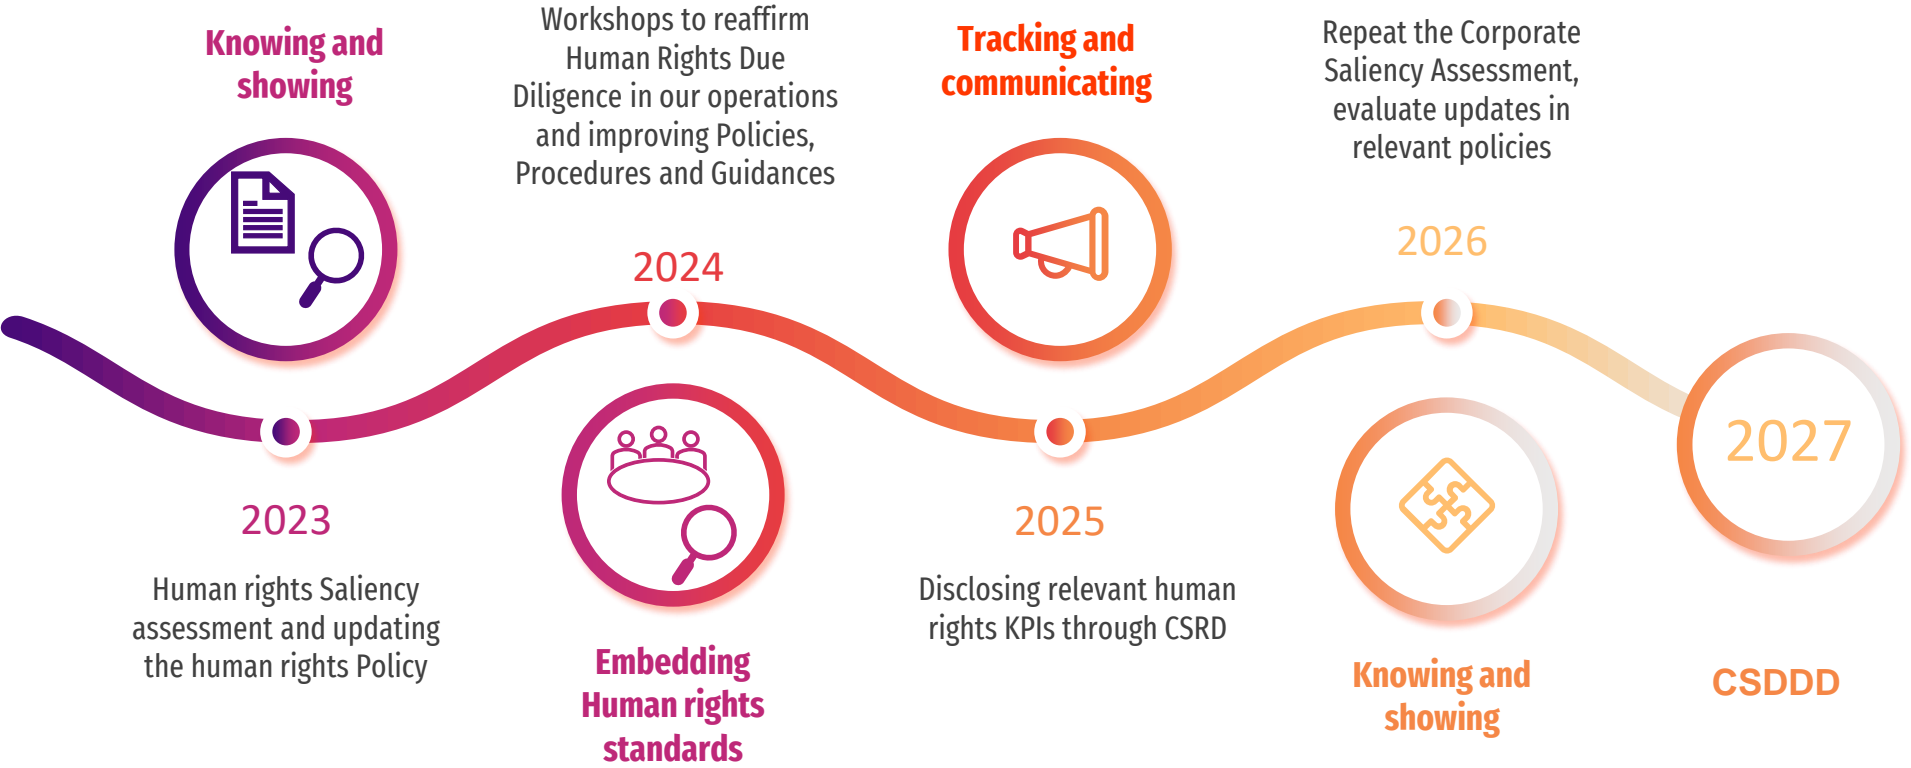 Knowing and
showing
2023
Human rights Saliency
assessment and updating
the human rights Policy
Workshops to reaffirm
Human Rights Due
Diligence in our operations
and improving Policies,
Procedures and Guidances
2024
Embedding
Human rights
standards
Tracking and
communicating
2025
Disclosing relevant human
rights KPIs through CSRD
Repeat the Corporate
Saliency Assessment,
evaluate updates in
relevant policies
2026
Knowing and
showing
2027
CSDDD